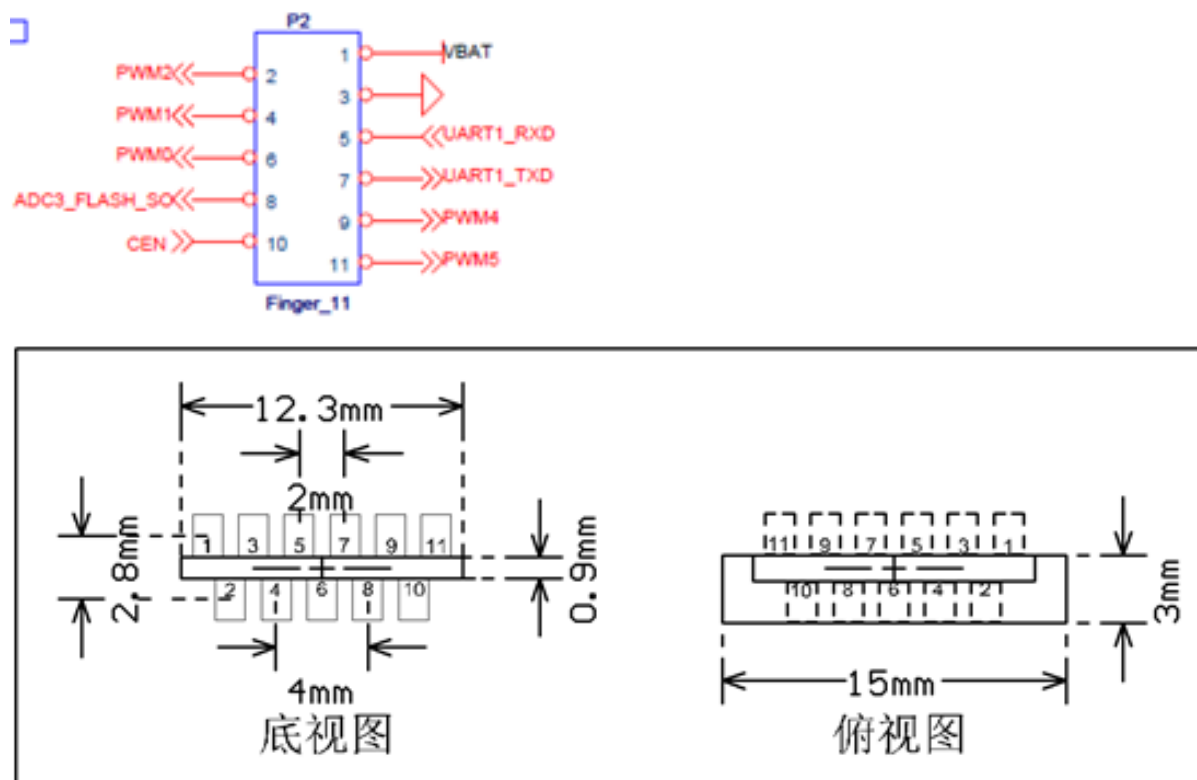 P2
1 VBAT
PWM2 2
3
PWM1 4
5 UART1_RXD
PWM0 6
7 UART1_TXD
ADC3_FLASH_SO 8
9 PWM4
CEN 10
11 PWM5
Finger_11
12.3mm
2mm
2.8mm
1 3 5 7 9 11
2 4 6 8 10
0.9mm
4mm
底视图
11 9 7 5 3 1
10 8 6 4 2
3mm
15mm
俯视图